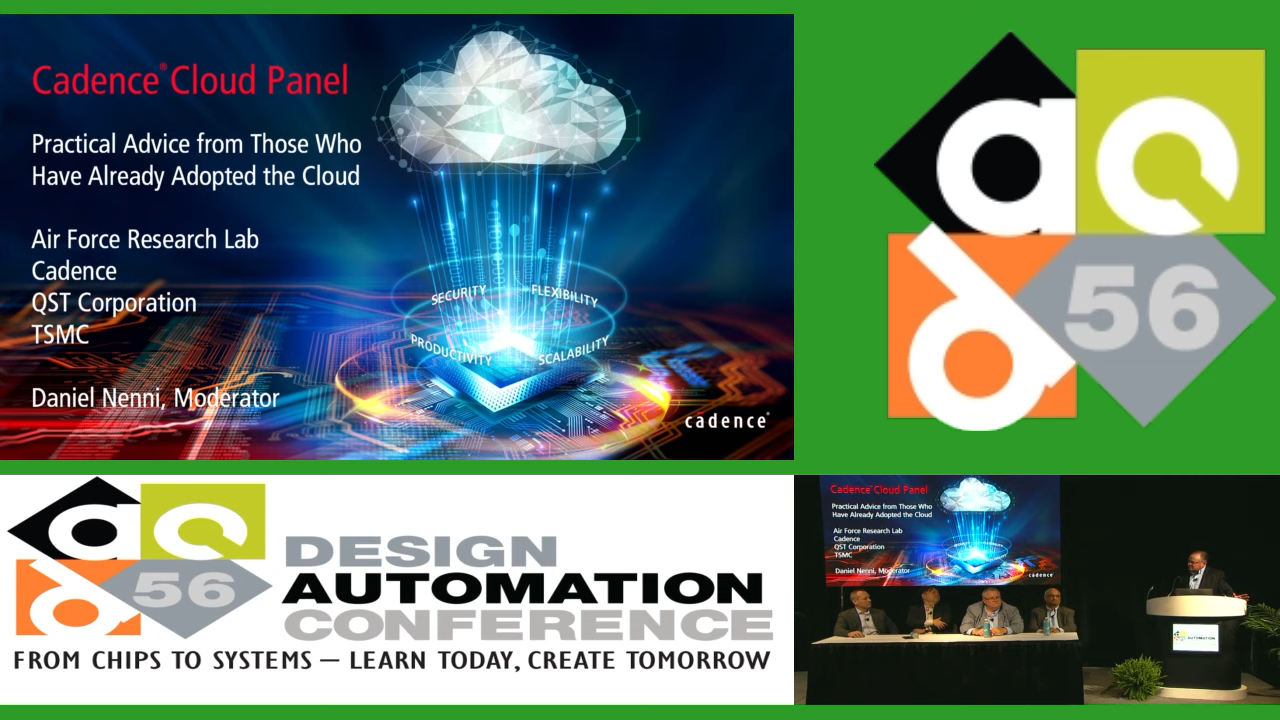 Cadence® Cloud Panel
Practical Advice from Those Who
Have Already Adopted the Cloud
Air Force Research Lab
Cadence
QST Corporation
TSMC
Daniel Nenni, Moderator
SECURITY
FLEXIBILITY
PRODUCTIVITY
SCALABILITY
cadence®
dac
56
dac
56
DESIGN
AUTOMATION
CONFERENCE
FROM CHIPS TO SYSTEMS — LEARN TODAY, CREATE TOMORROW
Cadence® Cloud Panel
Practical Advice from Those Who
Have Already Adopted the Cloud
Air Force Research Lab
Cadence
QST Corporation
TSMC
Daniel Nenni, Moderator
cadence
AUTOMATION